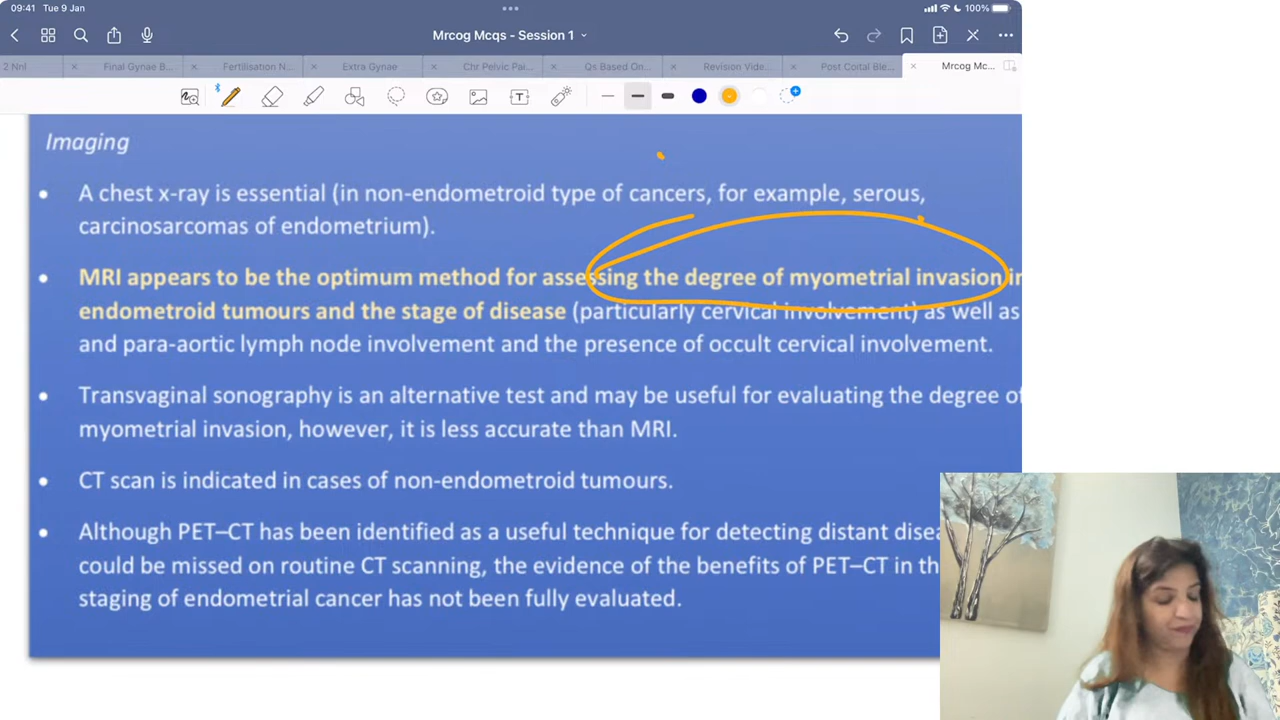 09:41 Tue 9 Jan
100%
Mrcog Mcqs - Session 1
2 Nnl
Final Gynae B...
Fertilisation N...
Extra Gynae
Chr Pelvic Pai...
Qs Based On...
Revision Vide...
Post Coital Ble...
Mrcog Mc...
Imaging
• A chest x-ray is essential (in non-endometroid type of cancers, for example, serous,
carcinosarcomas of endometrium).
• MRI appears to be the optimum method for assessing the degree of myometrial invasion in
endometroid tumours and the stage of disease (particularly cervical involvement) as well as
and para-aortic lymph node involvement and the presence of occult cervical involvement.
• Transvaginal sonography is an alternative test and may be useful for evaluating the degree of
myometrial invasion, however, it is less accurate than MRI.
• CT scan is indicated in cases of non-endometroid tumours.
• Although PET–CT has been identified as a useful technique for detecting distant
could be missed on routine CT scanning, the evidence of the benefits of PET–CT in
staging of endometrial cancer has not been fully evaluated.